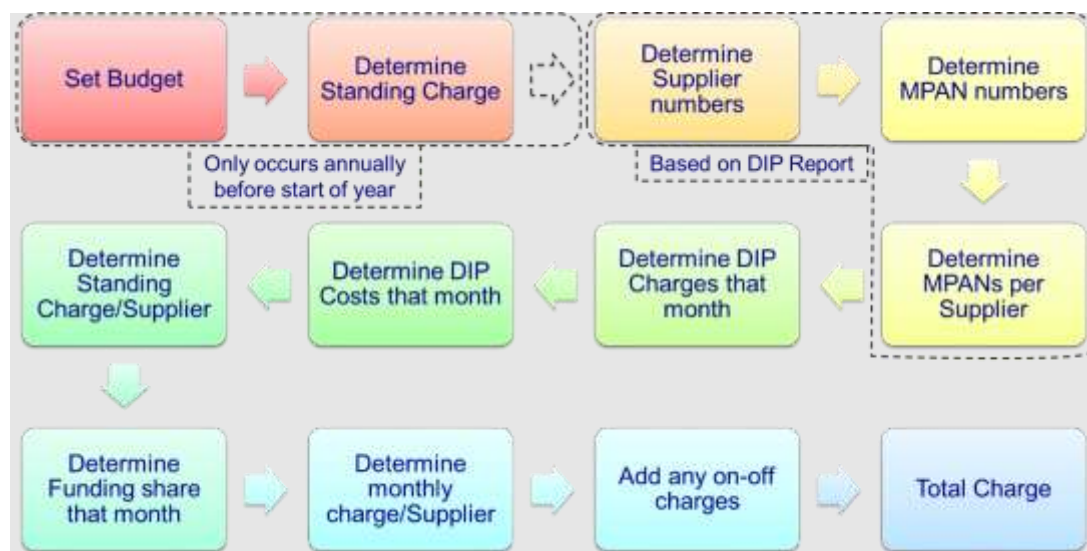 Set Budget
Determine
Standing Charge
Determine
Supplier
numbers
Determine
MPAN numbers
Only occurs annually
before start of year
Based on DIP Report
Determine
Standing
Charge/Supplier
Determine DIP
Costs that month
Determine DIP
Charges that
month
Determine
MPANs per
Supplier
Determine
Funding share
that month
Determine
monthly
charge/Supplier
Add any on-off
charges
Total Charge